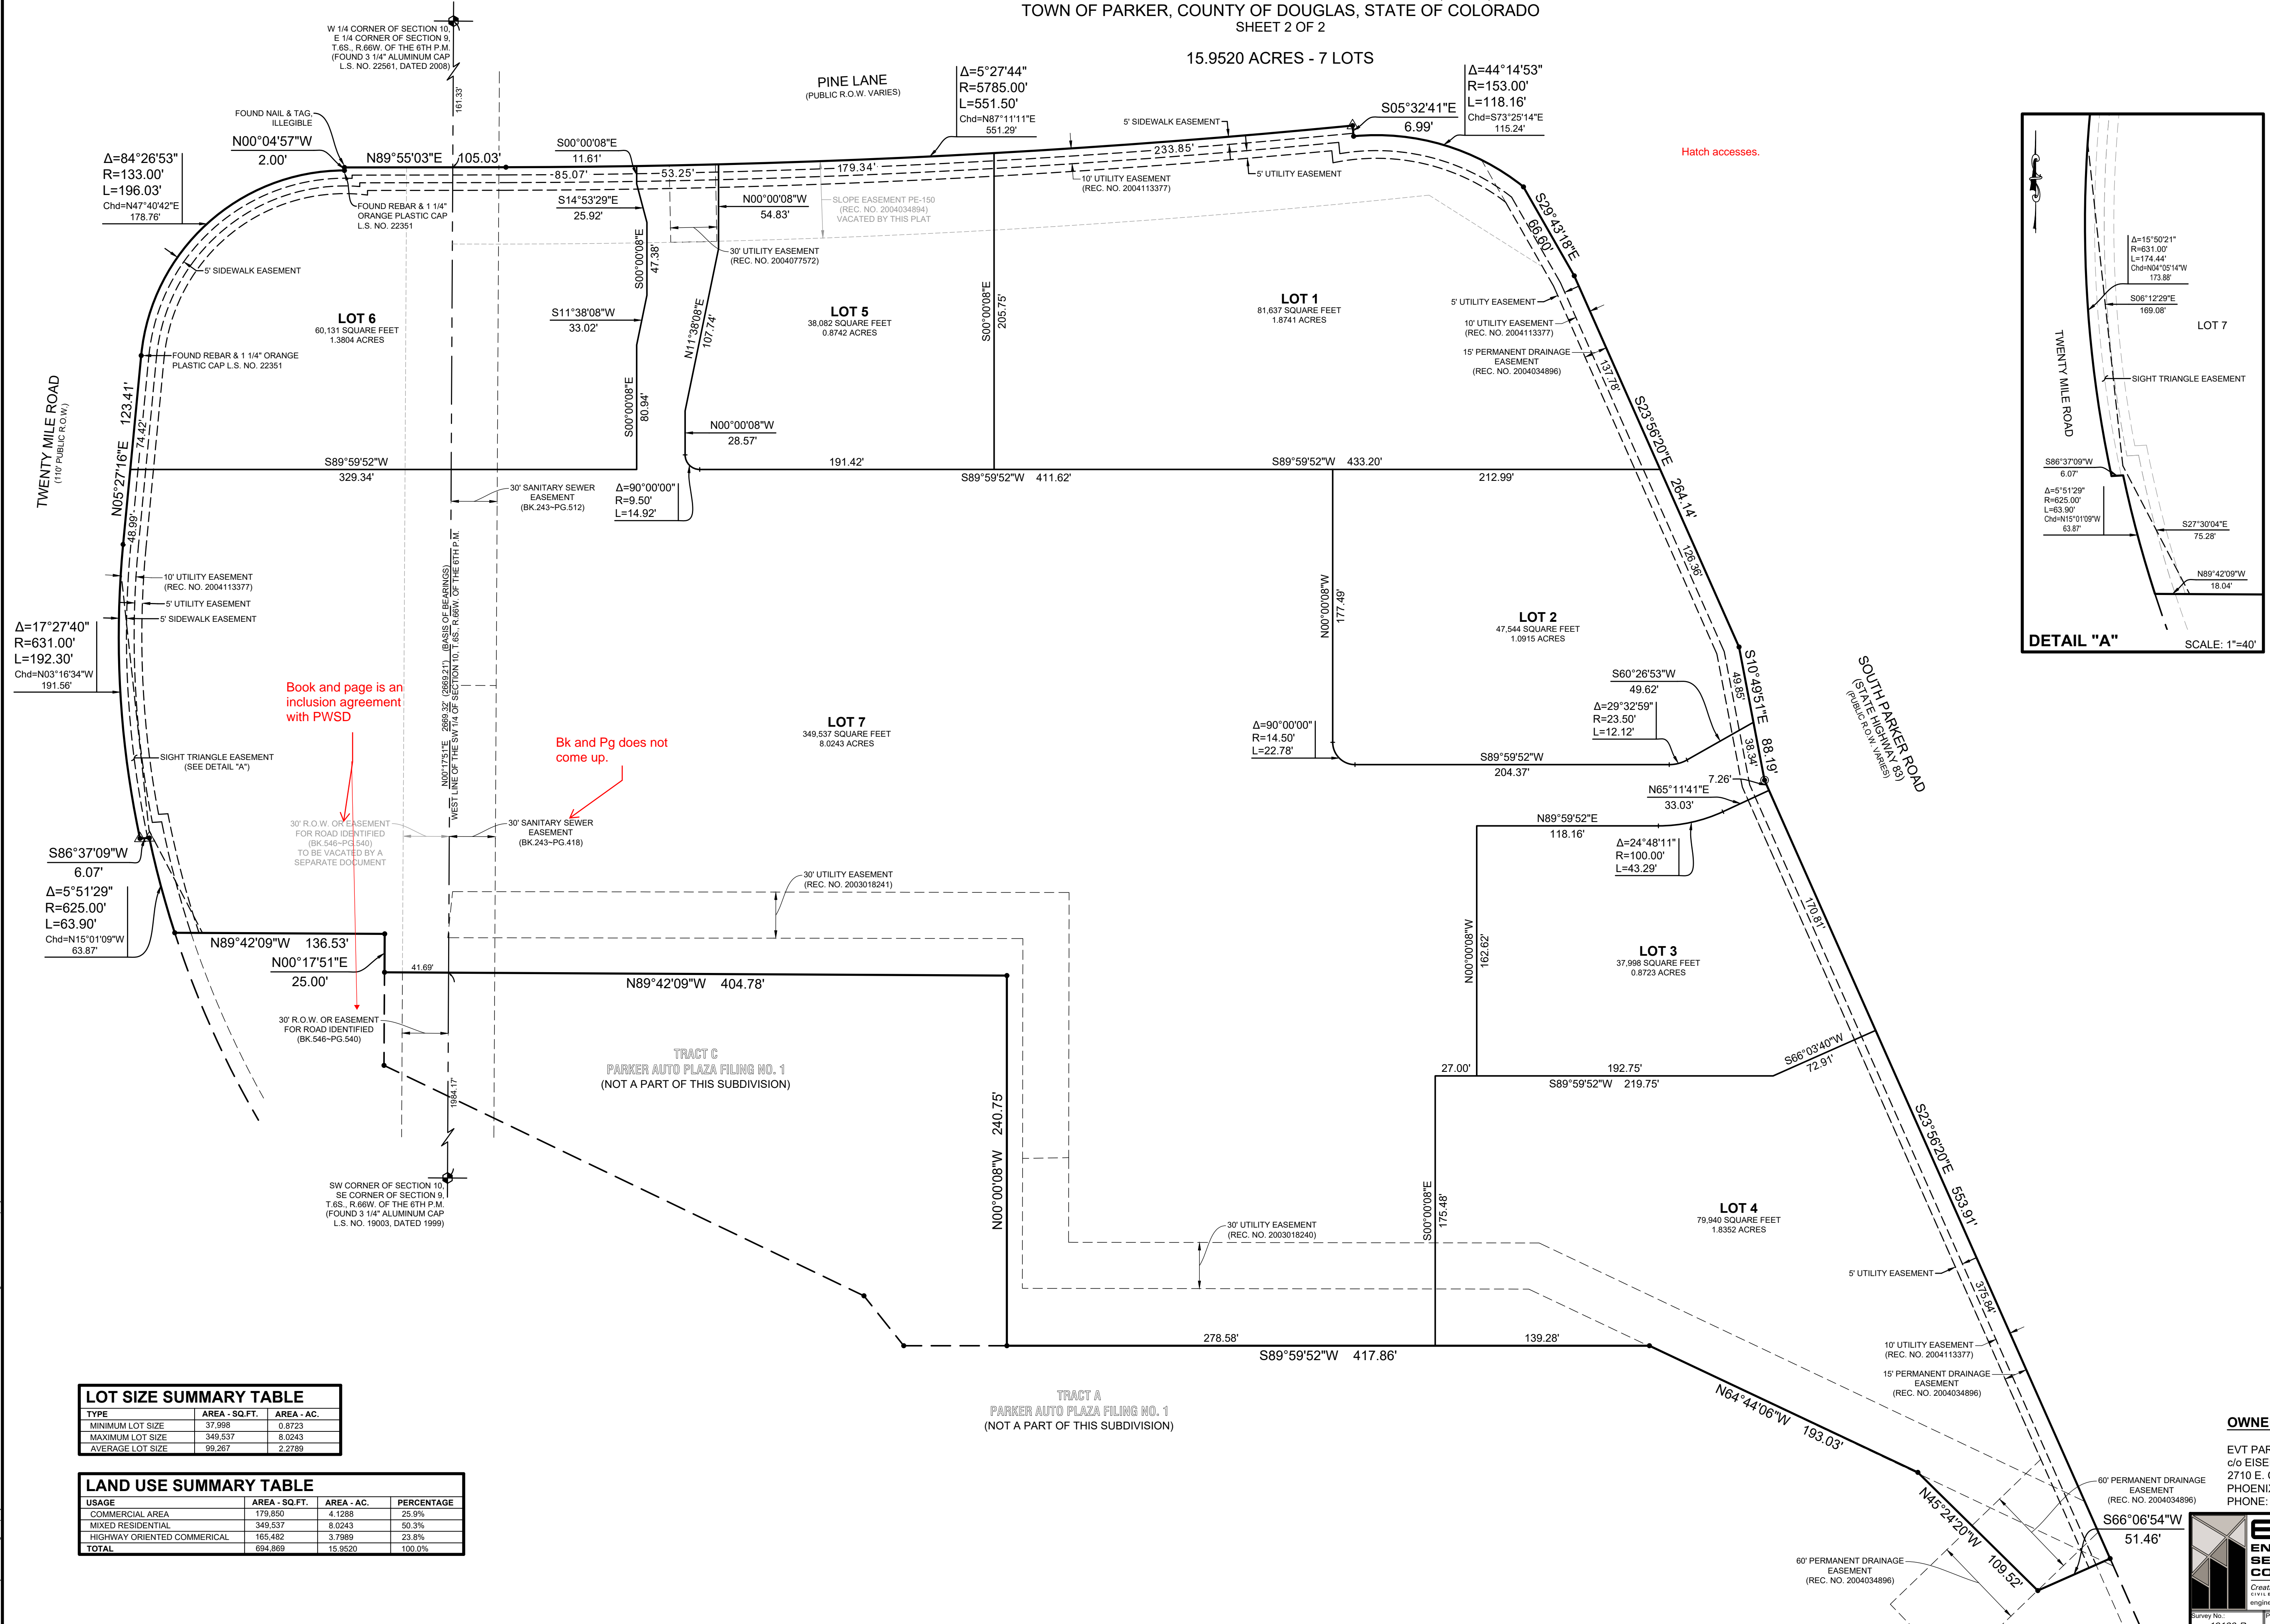 TOWN OF PARKER, COUNTY OF DOUGLAS, STATE OF COLORADO
SHEET 2 OF 2
15.9520 ACRES - 7 LOTS
W 1/4 CORNER OF SECTION 10,
E 1/4 CORNER OF SECTION 9,
T.6S., R.66W. OF THE 6TH P.M.
(FOUND 3 1/4" ALUMINUM CAP
L.S. NO. 22561, DATED 2008)
161.33'
PINE LANE
(PUBLIC R.O.W. VARIES)
Δ=5°27'44"
R=5785.00'
L=551.50'
Chd=N87°11'11"E
551.29'
5' SIDEWALK EASEMENT
S05°32'41"E
6.99'
Δ=44°14'53"
R=153.00'
L=118.16'
Chd=S73°25'14"E
115.24'
Hatch accesses.
FOUND NAIL & TAG,
ILLEGIBLE
N00°04'57"W
2.00'
N89°55'03"E 105.03'
S00°00'08"E
11.61'
85.07'
53.25'
179.34'
233.85'
10' UTILITY EASEMENT
(REC. NO. 2004113377)
5' UTILITY EASEMENT
Δ=84°26'53"
R=133.00'
L=196.03'
Chd=N47°40'42"E
178.76'
FOUND REBAR & 1 1/4"
ORANGE PLASTIC CAP
L.S. NO. 22351
S14°53'29"E
25.92'
N00°00'08"W
54.83'
SLOPE EASEMENT PE-150
(REC. NO. 2004034894)
VACATED BY THIS PLAT
30' UTILITY EASEMENT
(REC. NO. 2004077572)
S29°43'18"E
66.60'
5' SIDEWALK EASEMENT
S00°00'08"E
47.38'
LOT 6
60,131 SQUARE FEET
1.3804 ACRES
S11°38'08"W
33.02'
N11°38'08"E
107.74'
LOT 5
38,082 SQUARE FEET
0.8742 ACRES
S00°00'08"E
205.75'
LOT 1
81,637 SQUARE FEET
1.8741 ACRES
5' UTILITY EASEMENT
10' UTILITY EASEMENT
(REC. NO. 2004113377)
15' PERMANENT DRAINAGE
EASEMENT
(REC. NO. 2004034896)
137.78'
FOUND REBAR & 1 1/4" ORANGE
PLASTIC CAP L.S. NO. 22351
TWENTY MILE ROAD
(110' PUBLIC R.O.W.)
N05°27'16"E 123.41'
74.42'
48.99'
S00°00'08"E
80.94'
N00°00'08"W
28.57'
S89°59'52"W
329.34'
191.42'
S89°59'52"W 411.62'
S89°59'52"W 433.20'
212.99'
S23°56'20"E 264.14'
30' SANITARY SEWER
EASEMENT
(BK.243~PG.512)
Δ=90°00'00"
R=9.50'
L=14.92'
126.36'
10' UTILITY EASEMENT
(REC. NO. 2004113377)
5' UTILITY EASEMENT
5' SIDEWALK EASEMENT
N00°17'51"E 2669.32' (2669.21') (BASIS OF BEARINGS)
WEST LINE OF THE SW 1/4 OF SECTION 10, T.6S., R.66W. OF THE 6TH P.M.
N00°00'08"W
177.49'
LOT 2
47,544 SQUARE FEET
1.0915 ACRES
Δ=17°27'40"
R=631.00'
L=192.30'
Chd=N03°16'34"W
191.56'
Book and page is an
inclusion agreement
with PWSD
LOT 7
349,537 SQUARE FEET
8.0243 ACRES
Bk and Pg does not
come up.
S60°26'53"W
49.62'
Δ=29°32'59"
R=23.50'
L=12.12'
Δ=90°00'00"
R=14.50'
L=22.78'
S89°59'52"W
204.37'
S10°49'51"E 88.19'
49.85'
38.34'
7.26'
SOUTH PARKER ROAD
(STATE HIGHWAY 83)
(PUBLIC R.O.W. VARIES)
SIGHT TRIANGLE EASEMENT
(SEE DETAIL "A")
N65°11'41"E
33.03'
30' R.O.W. OR EASEMENT
FOR ROAD IDENTIFIED
(BK.546~PG.540)
TO BE VACATED BY A
SEPARATE DOCUMENT
30' SANITARY SEWER
EASEMENT
(BK.243~PG.418)
N89°59'52"E
118.16'
Δ=24°48'11"
R=100.00'
L=43.29'
S86°37'09"W
6.07'
Δ=5°51'29"
R=625.00'
L=63.90'
Chd=N15°01'09"W
63.87'
30' UTILITY EASEMENT
(REC. NO. 2003018241)
170.81'
N89°42'09"W 136.53'
N00°17'51"E
25.00'
41.69'
N89°42'09"W 404.78'
N00°00'08"W
162.62'
LOT 3
37,998 SQUARE FEET
0.8723 ACRES
30' R.O.W. OR EASEMENT
FOR ROAD IDENTIFIED
(BK.546~PG.540)
TRACT C
PARKER AUTO PLAZA FILING NO. 1
(NOT A PART OF THIS SUBDIVISION)
1984.17'
27.00'
192.75'
S89°59'52"W 219.75'
S66°03'40"W
72.91'
N00°00'08"W 240.75'
S23°56'20"E 553.91'
SW CORNER OF SECTION 10,
SE CORNER OF SECTION 9,
T.6S., R.66W. OF THE 6TH P.M.
(FOUND 3 1/4" ALUMINUM CAP
L.S. NO. 19003, DATED 1999)
30' UTILITY EASEMENT
(REC. NO. 2003018240)
S00°00'08"E
175.48'
LOT 4
79,940 SQUARE FEET
1.8352 ACRES
5' UTILITY EASEMENT
375.84'
278.58'
139.28'
S89°59'52"W 417.86'
10' UTILITY EASEMENT
(REC. NO. 2004113377)
15' PERMANENT DRAINAGE
EASEMENT
(REC. NO. 2004034896)
TRACT A
PARKER AUTO PLAZA FILING NO. 1
(NOT A PART OF THIS SUBDIVISION)
N64°44'06"W 193.03'
N45°24'20"W 109.52'
60' PERMANENT DRAINAGE
EASEMENT
(REC. NO. 2004034896)
S66°06'54"W
51.46'
60' PERMANENT DRAINAGE
EASEMENT
(REC. NO. 2004034896)
LOT SIZE SUMMARY TABLE
TYPE AREA - SQ.FT. AREA - AC.
MINIMUM LOT SIZE 37,998 0.8723
MAXIMUM LOT SIZE 349,537 8.0243
AVERAGE LOT SIZE 99,267 2.2789
LAND USE SUMMARY TABLE
USAGE AREA - SQ.FT. AREA - AC. PERCENTAGE
COMMERCIAL AREA 179,850 4.1288 25.9%
MIXED RESIDENTIAL 349,537 8.0243 50.3%
HIGHWAY ORIENTED COMMERICAL 165,482 3.7989 23.8%
TOTAL 694,869 15.9520 100.0%
Δ=15°50'21"
R=631.00'
L=174.44'
Chd=N04°05'14"W
173.88'
S06°12'29"E
169.08'
LOT 7
TWENTY MILE ROAD
SIGHT TRIANGLE EASEMENT
S86°37'09"W
6.07'
Δ=5°51'29"
R=625.00'
L=63.90'
Chd=N15°01'09"W
63.87'
S27°30'04"E
75.28'
N89°42'09"W
18.04'
DETAIL "A" SCALE: 1"=40'
OWNE
EVT PAR
c/o EISE
2710 E.
PHOENI
PHONE:
EN
SE
CO
Creat
CIVIL E
engine
Survey No.: